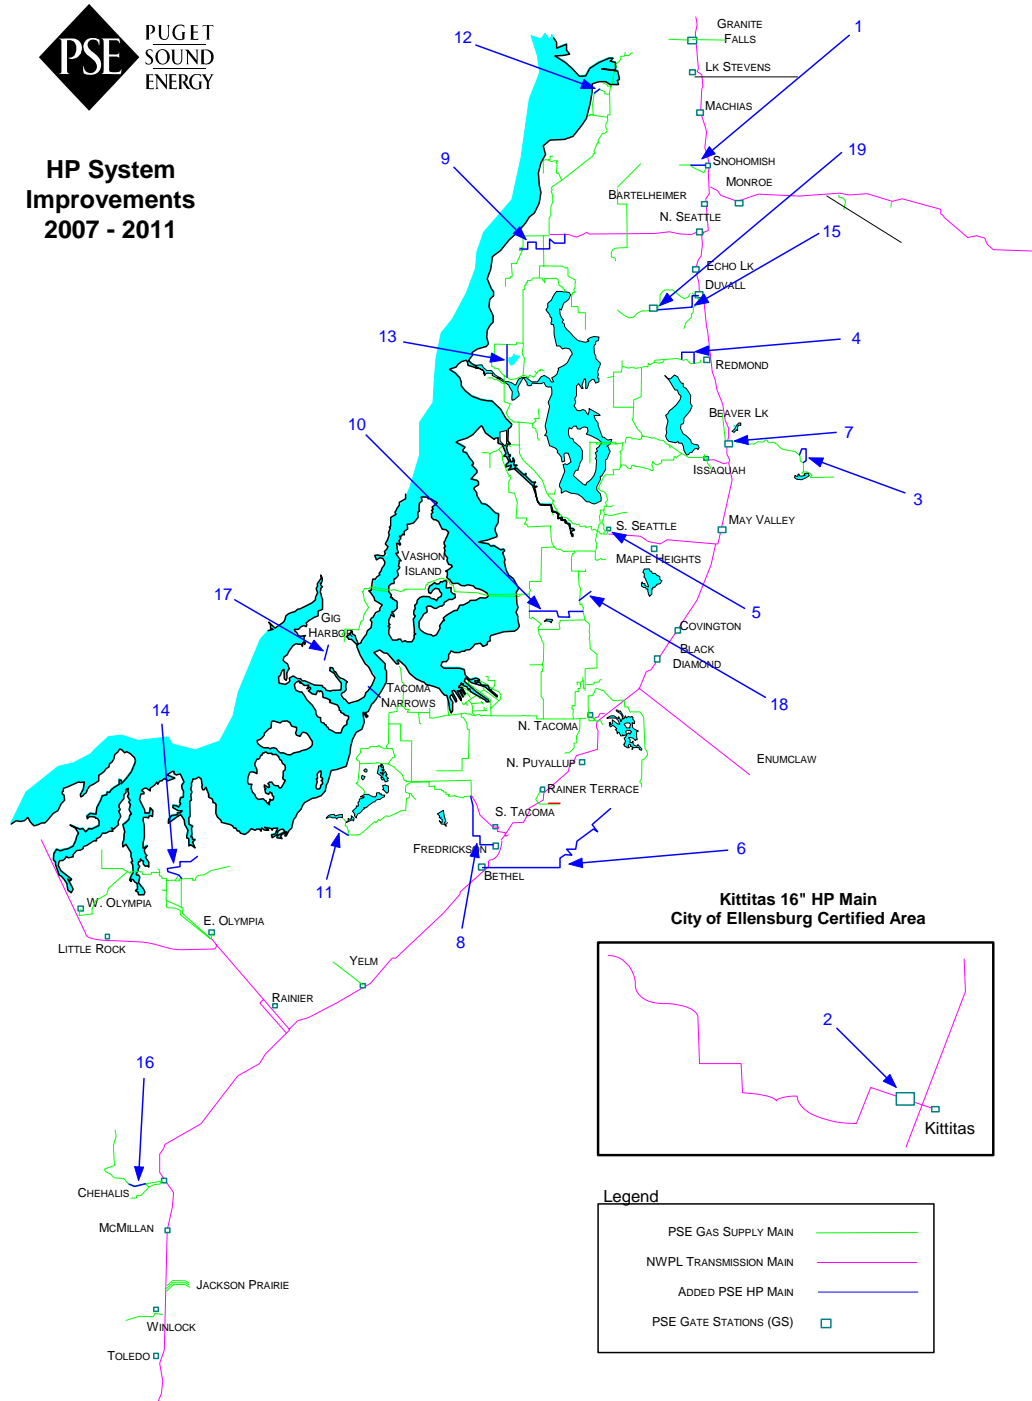 PSE
PUGET
SOUND
ENERGY
HP System
Improvements
2007 - 2011
12
1
GRANITE
FALLS
LK STEVENS
MACHIAS
9
SNOHOMISH
19
MONROE
BARTELHEIMER
N. SEATTLE
15
ECHO LK
DUVALL
13
4
REDMOND
BEAVER LK
10
7
ISSAQUAH
3
S. SEATTLE
MAY VALLEY
VASHON
ISLAND
MAPLE HEIGHTS
17
5
GIG
HARBOR
COVINGTON
BLACK
DIAMOND
TACOMA
NARROWS
18
14
N. TACOMA
N. PUYALLUP
ENUMCLAW
RAINER TERRACE
S. TACOMA
FREDRICKSON
6
BETHEL
11
8
W. OLYMPIA
E. OLYMPIA
LITTLE ROCK
YELM
RAINIER
Kittitas 16" HP Main
City of Ellensburg Certified Area
2
Kittitas
16
CHEHALIS
MCMILLAN
JACKSON PRAIRIE
WINLOCK
TOLEDO
Legend
PSE GAS SUPPLY MAIN
NWPL TRANSMISSION MAIN
ADDED PSE HP MAIN
PSE GATE STATIONS (GS)